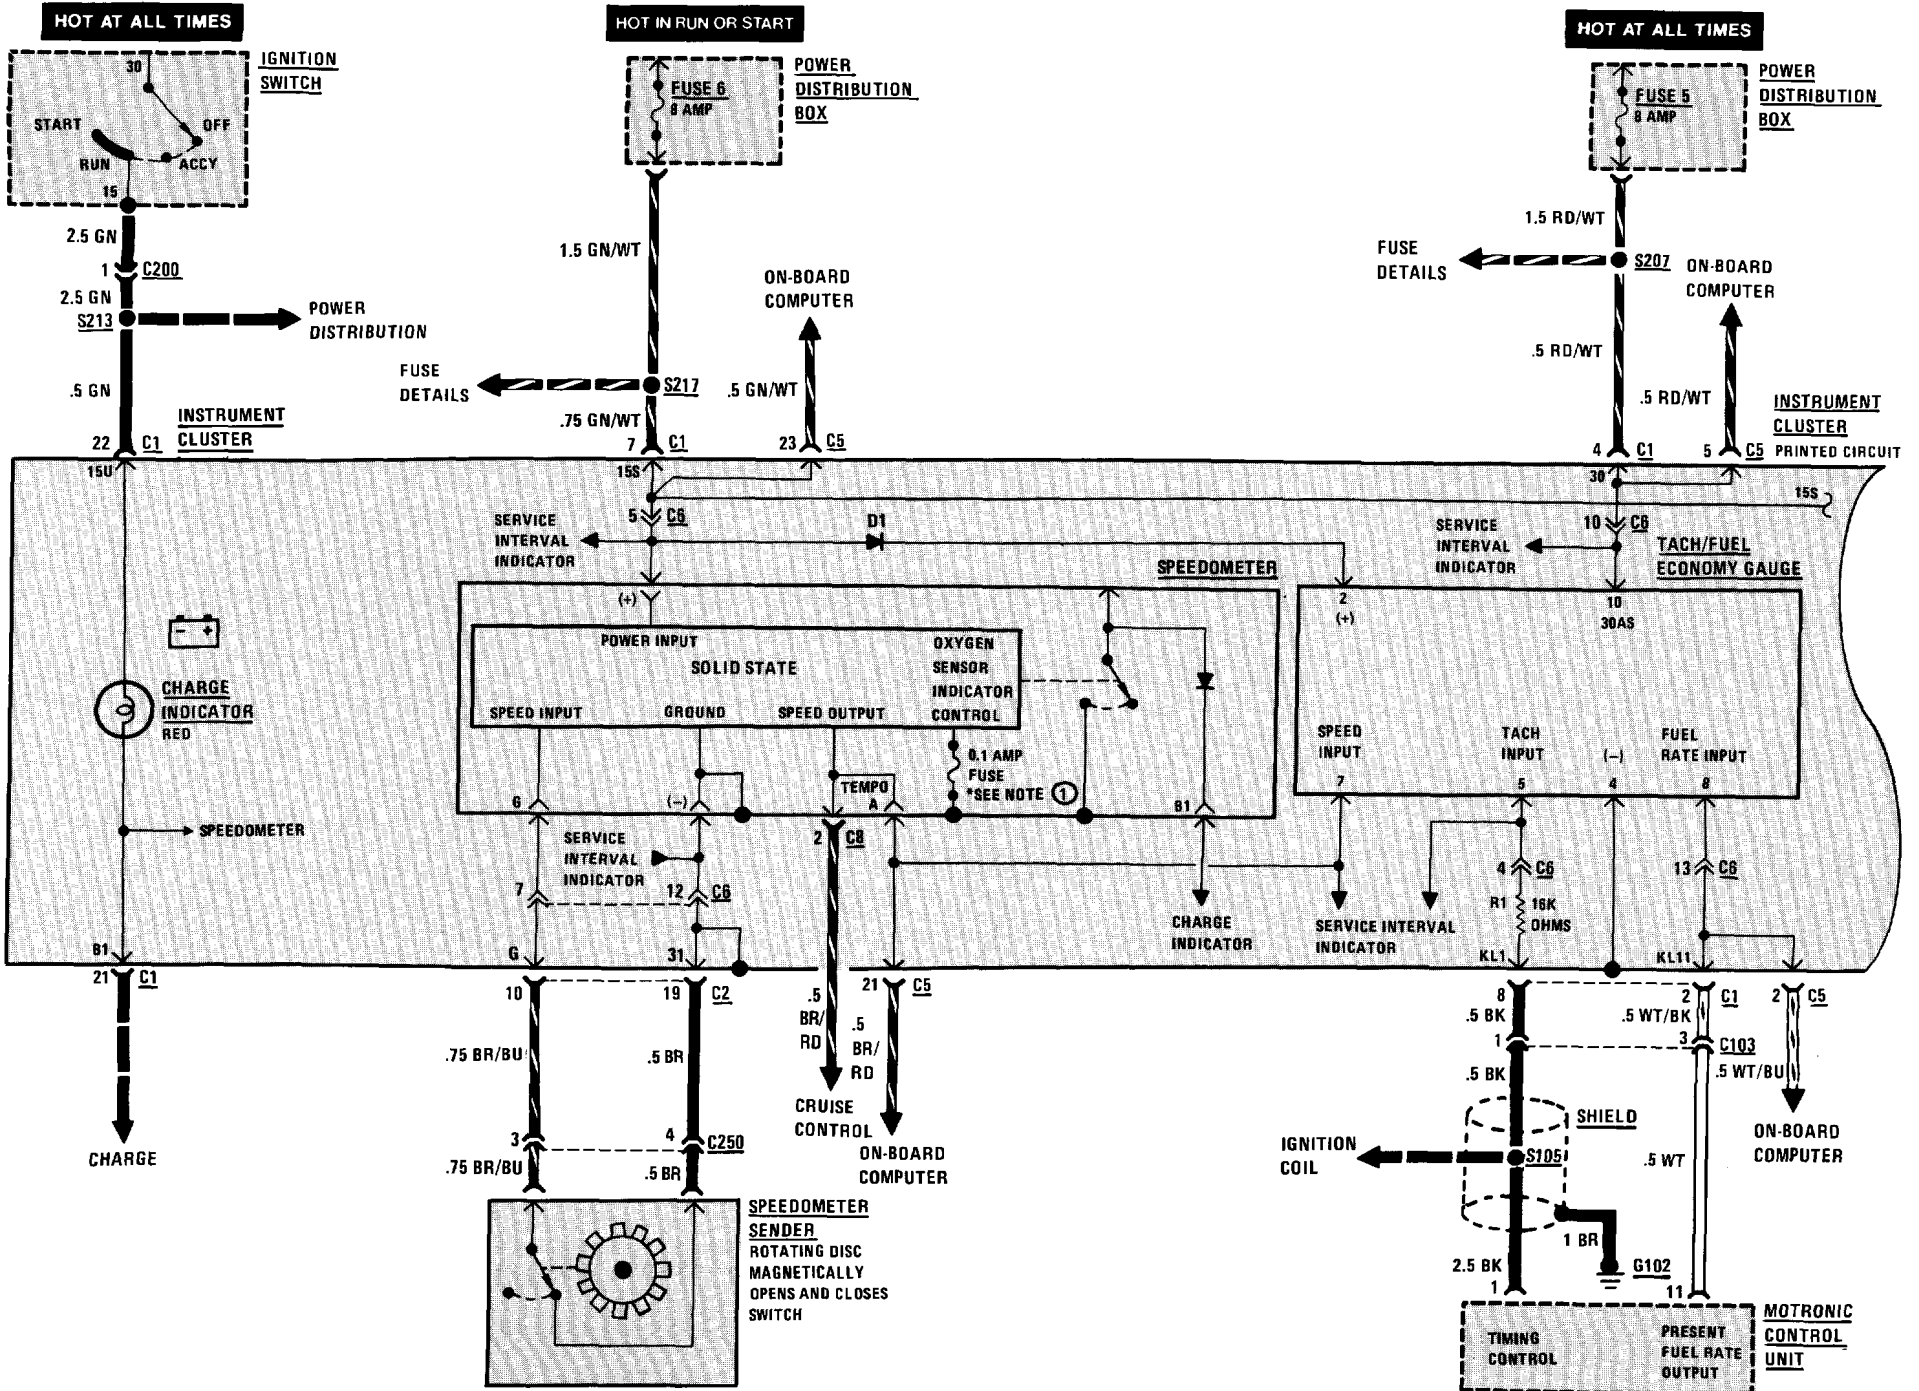 HOT AT ALL TIMES
HOT IN RUN OR START
HOT AT ALL TIMES
IGNITION
SWITCH
30
START
OFF
RUN
ACCY
15
POWER
DISTRIBUTION
BOX
FUSE 6
8 AMP
POWER
DISTRIBUTION
BOX
FUSE 5
8 AMP
2.5 GN
1 C200
2.5 GN
S213
POWER
DISTRIBUTION
.5 GN
INSTRUMENT
CLUSTER
22 C1
15U
1.5 GN/WT
ON-BOARD
COMPUTER
FUSE
DETAILS
S217
.5 GN/WT
.75 GN/WT
7 C1
23 C5
15S
1.5 RD/WT
FUSE
DETAILS
S207
ON-BOARD
COMPUTER
.5 RD/WT
.5 RD/WT
INSTRUMENT
CLUSTER
PRINTED CIRCUIT
4 C1
5 C5
30
15S
5 C6
SERVICE
INTERVAL
INDICATOR
D1
10 C6
SERVICE
INTERVAL
INDICATOR
TACH/FUEL
ECONOMY GAUGE
SPEEDOMETER
(+)
POWER INPUT
SOLID STATE
OXYGEN
SENSOR
INDICATOR
CONTROL
SPEED INPUT
GROUND
SPEED OUTPUT
2
(+)
10
30AS
SPEED
INPUT
7
TACH
INPUT
5
(-)
4
FUEL
RATE INPUT
8
- +
CHARGE
INDICATOR
RED
0.1 AMP
FUSE
*SEE NOTE 1
G
(-)
TEMPO
A
B1
SPEEDOMETER
SERVICE
INTERVAL
INDICATOR
2 C8
7
12 C6
4 C6
13 C6
R1
16K
OHMS
CHARGE
INDICATOR
SERVICE INTERVAL
INDICATOR
B1
G
31
KL1
KL11
21 C1
10
19 C2
21 C5
8
2 C1
2 C5
.5
BR/
RD
.5
BR/
RD
.5 BK
.5 WT/BK
1
3 C103
.5 WT/BU
.75 BR/BU
.5 BR
.5 BK
CRUISE
CONTROL
ON-BOARD
COMPUTER
SHIELD
ON-BOARD
COMPUTER
CHARGE
3
4 C250
.75 BR/BU
.5 BR
IGNITION
COIL
S105
.5 WT
SPEEDOMETER
SENDER
ROTATING DISC
MAGNETICALLY
OPENS AND CLOSES
SWITCH
1 BR
G102
2.5 BK
1
11
MOTRONIC
CONTROL
UNIT
TIMING
CONTROL
PRESENT
FUEL RATE
OUTPUT